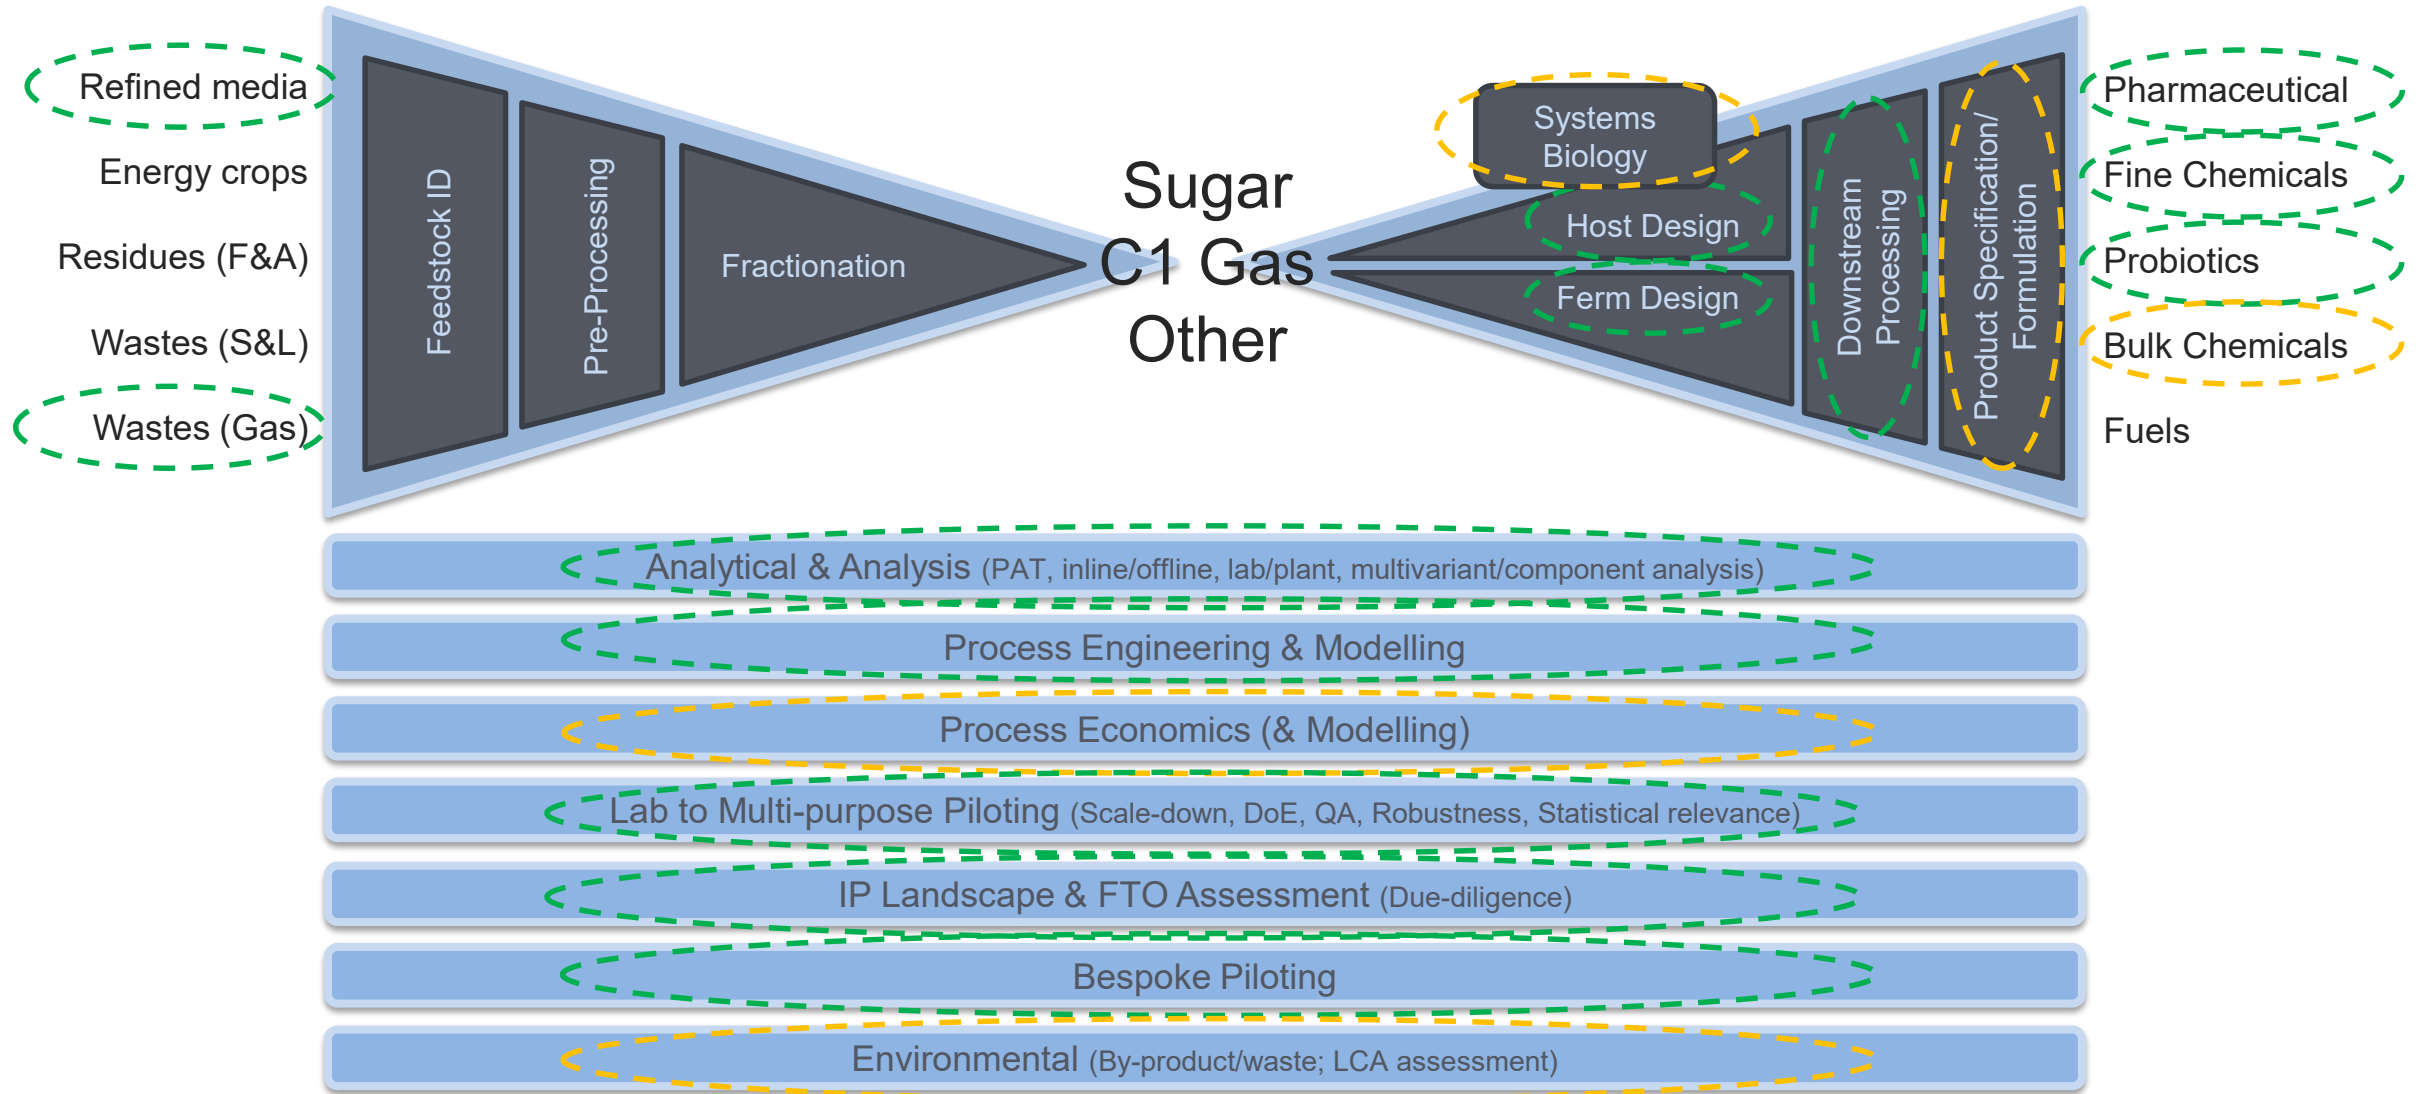 Refined media
Energy crops
Residues (F&A)
Wastes (S&L)
Wastes (Gas)
Feedstock ID
Pre-Processing
Fractionation
Sugar
C1 Gas
Other
Systems
Biology
Host Design
Ferm Design
Downstream
Processing
Product Specification/
Formulation
Pharmaceutical
Fine Chemicals
Probiotics
Bulk Chemicals
Fuels
Analytical & Analysis (PAT, inline/offline, lab/plant, multivariant/component analysis)
Process Engineering & Modelling
Process Economics (& Modelling)
Lab to Multi-purpose Piloting (Scale-down, DoE, QA, Robustness, Statistical relevance)
IP Landscape & FTO Assessment (Due-diligence)
Bespoke Piloting
Environmental (By-product/waste; LCA assessment)